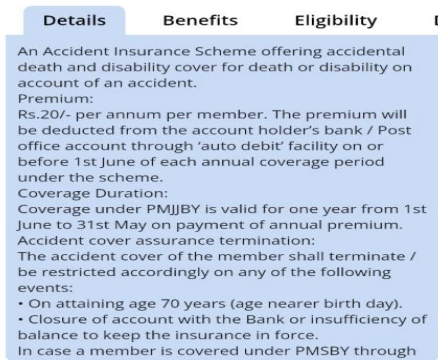 Details Benefits Eligibility
An Accident Insurance Scheme offering accidental
death and disability cover for death or disability on
account of an accident.
Premium:
Rs.20/- per annum per member. The premium will
be deducted from the account holder’s bank / Post
office account through ‘auto debit’ facility on or
before 1st June of each annual coverage period
under the scheme.
Coverage Duration:
Coverage under PMJJBY is valid for one year from 1st
June to 31st May on payment of annual premium.
Accident cover assurance termination:
The accident cover of the member shall terminate /
be restricted accordingly on any of the following
events:
• On attaining age 70 years (age nearer birth day).
• Closure of account with the Bank or insufficiency of
balance to keep the insurance in force.
In case a member is covered under PMSBY through